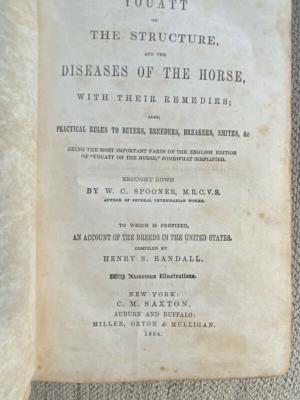 YOUATT
ON
THE STRUCTURE,
AND THE
DISEASES OF THE HORSE,
WITH THEIR REMEDIES;
ALSO,
PRACTICAL RULES TO BUYERS, BREEDERS, BREAKERS, SMITHS, &c
BEING THE MOST IMPORTANT PARTS OF THE ENGLISH EDITION
OF "YOUATT ON THE HORSE," SOMEWHAT SIMPLIFIED.
BROUGHT DOWN
BY W. C. SPOONER, M.R.C.V.S.
AUTHOR OF SEVERAL VETERINARIAN WORKS.
TO WHICH IS PREFIXED,
AN ACCOUNT OF THE BREEDS IN THE UNITED STATES.
COMPILED BY
HENRY S. RANDALL.
With Numerous Illustrations.
NEW YORK:
C. M. SAXTON.
AUBURN AND BUFFALO:
MILLER, ORTON & MULLIGAN.
1854.